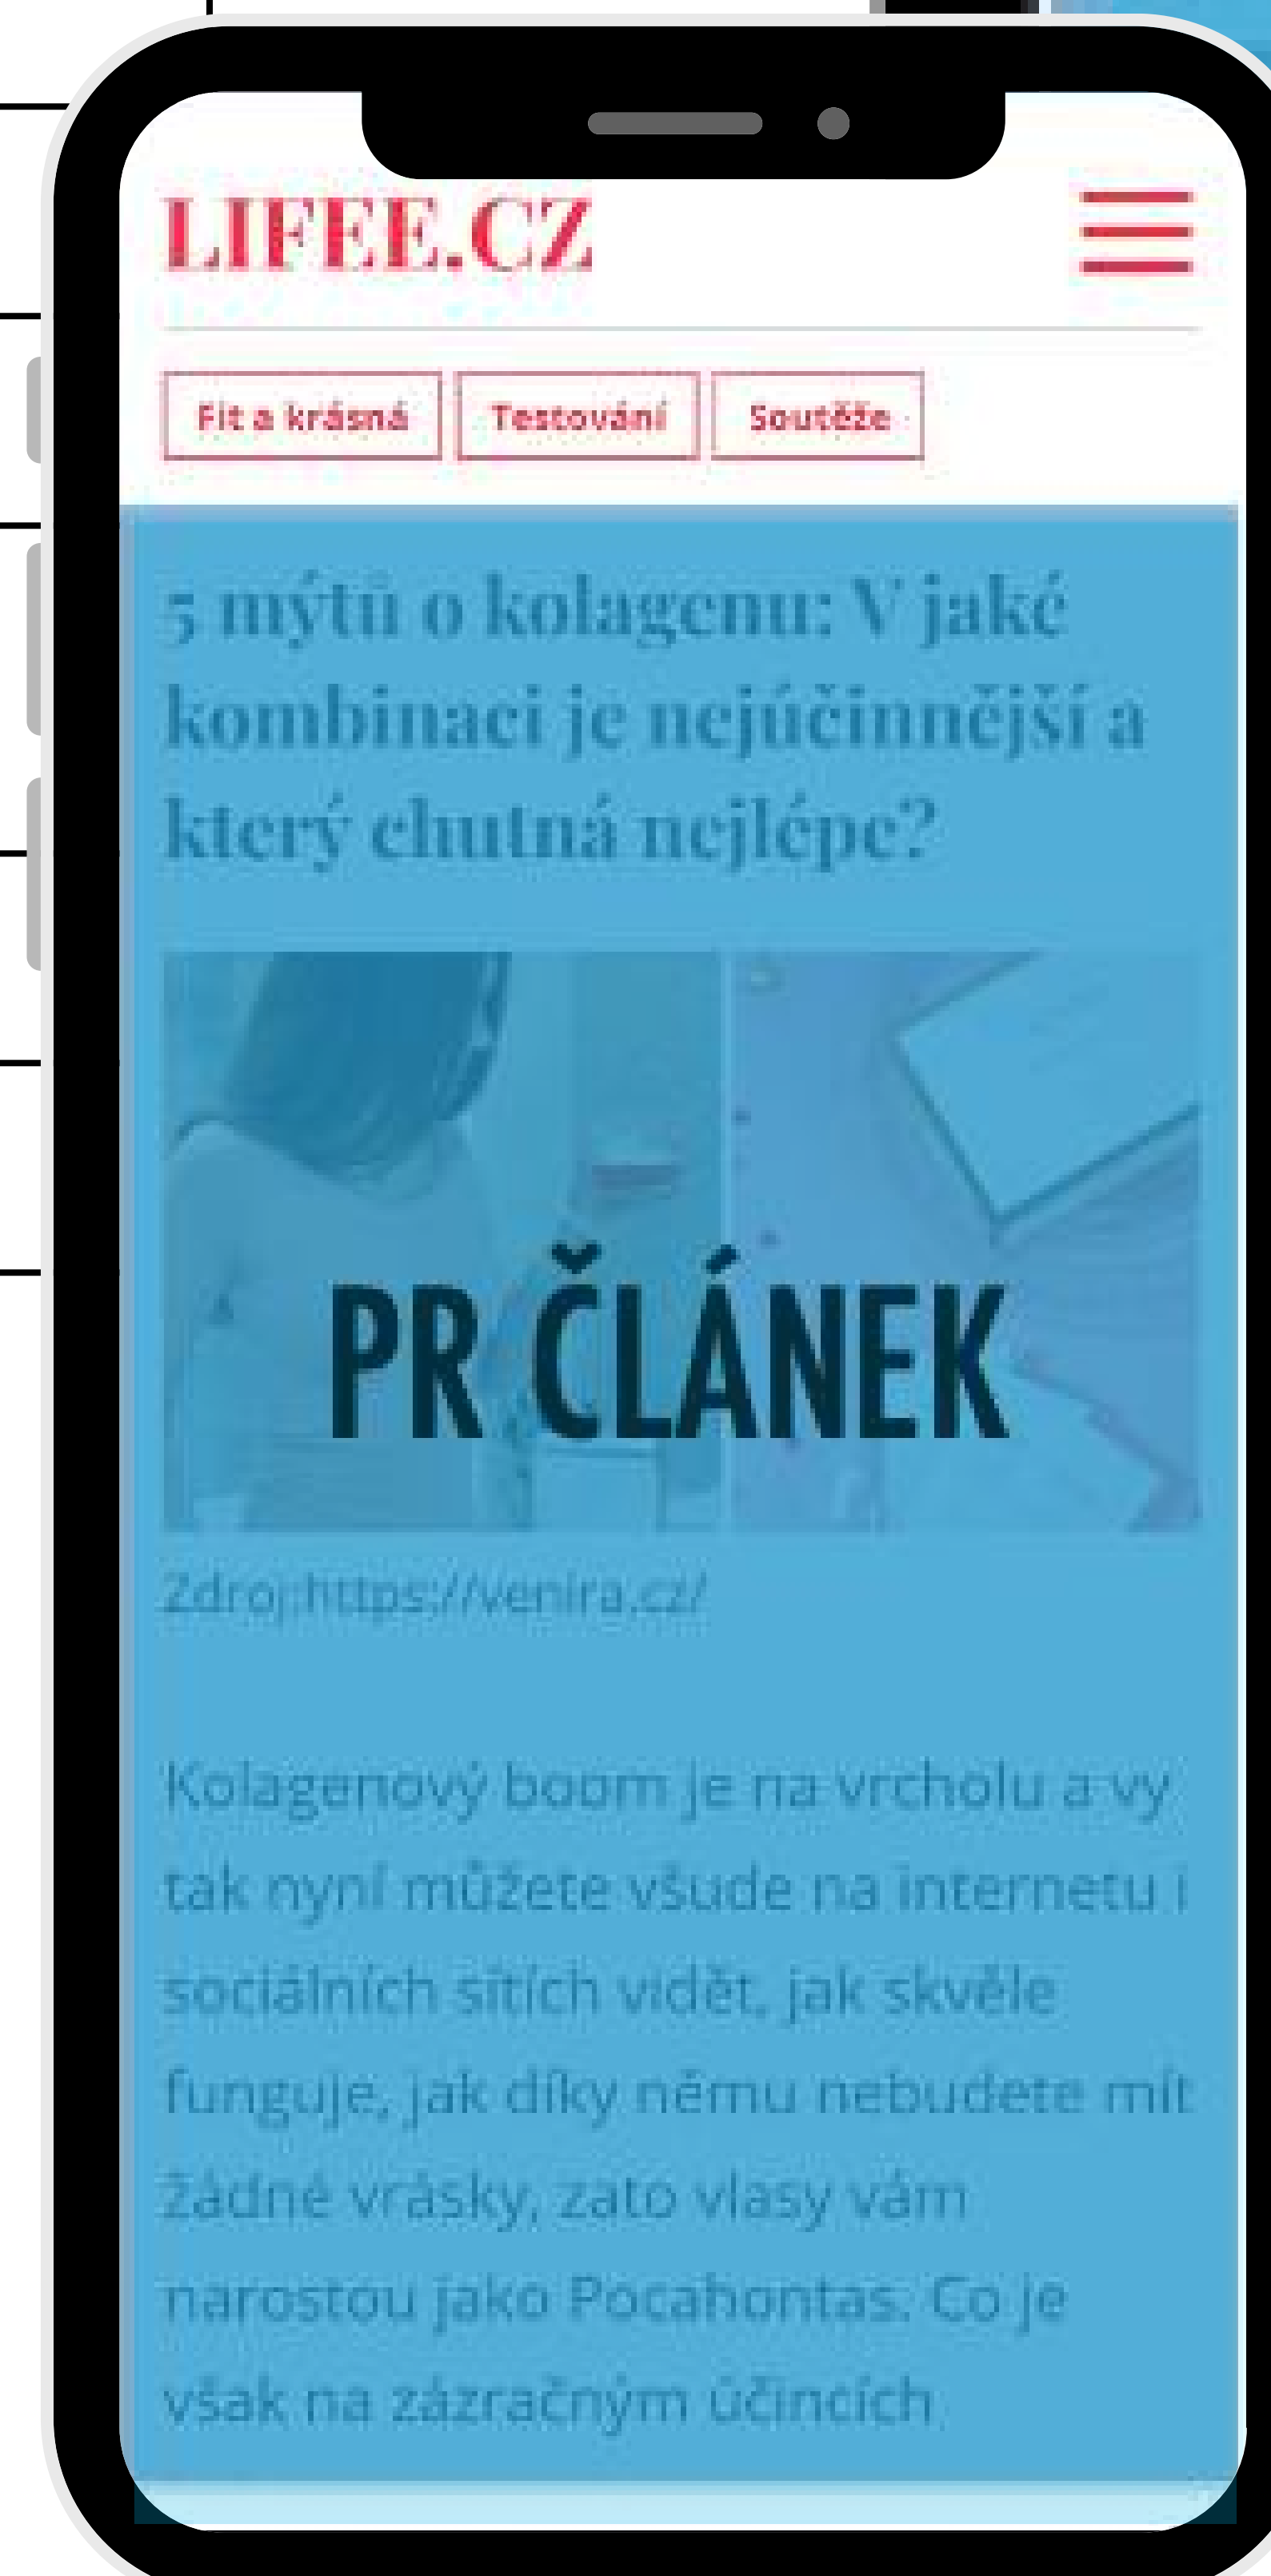 LIFEE.CZ
Fit a krásná
Testování
Soutěže
5 mýtů o kolagenu: V jaké
kombinaci je nejúčinnější a
který chutná nejlépe?
PR ČLÁNEK
Zdroj:https://venira.cz/
Kolagenový boom je na vrcholu a vy
tak nyní můžete všude na internetu i
sociálních sítích vidět, jak skvěle
funguje, jak díky němu nebudete mít
žádné vrásky, zato vlasy vám
narostou jako Pocahontas. Co je
však na zázračným účincích